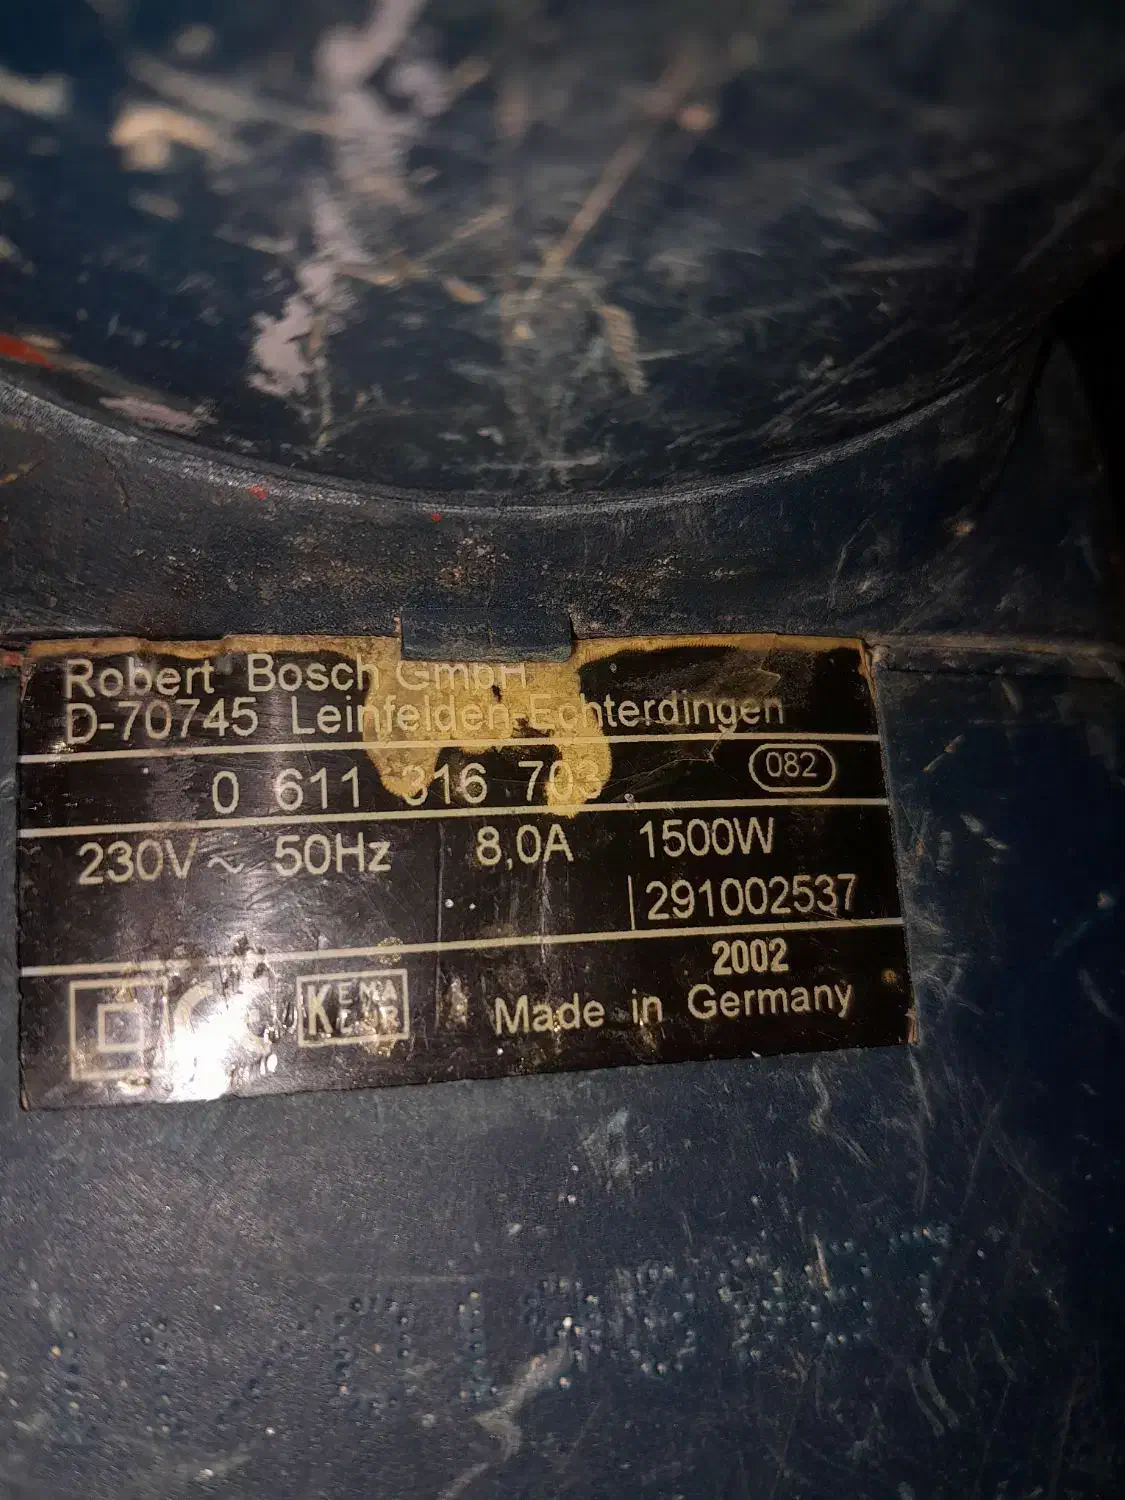 Robert Bosch GmbH
D-70745 Leinfelden-Echterdingen
0 611 316 703 082
230V ~ 50Hz 8,0A 1500W
291002537
2002
KEMA
Made in Germany